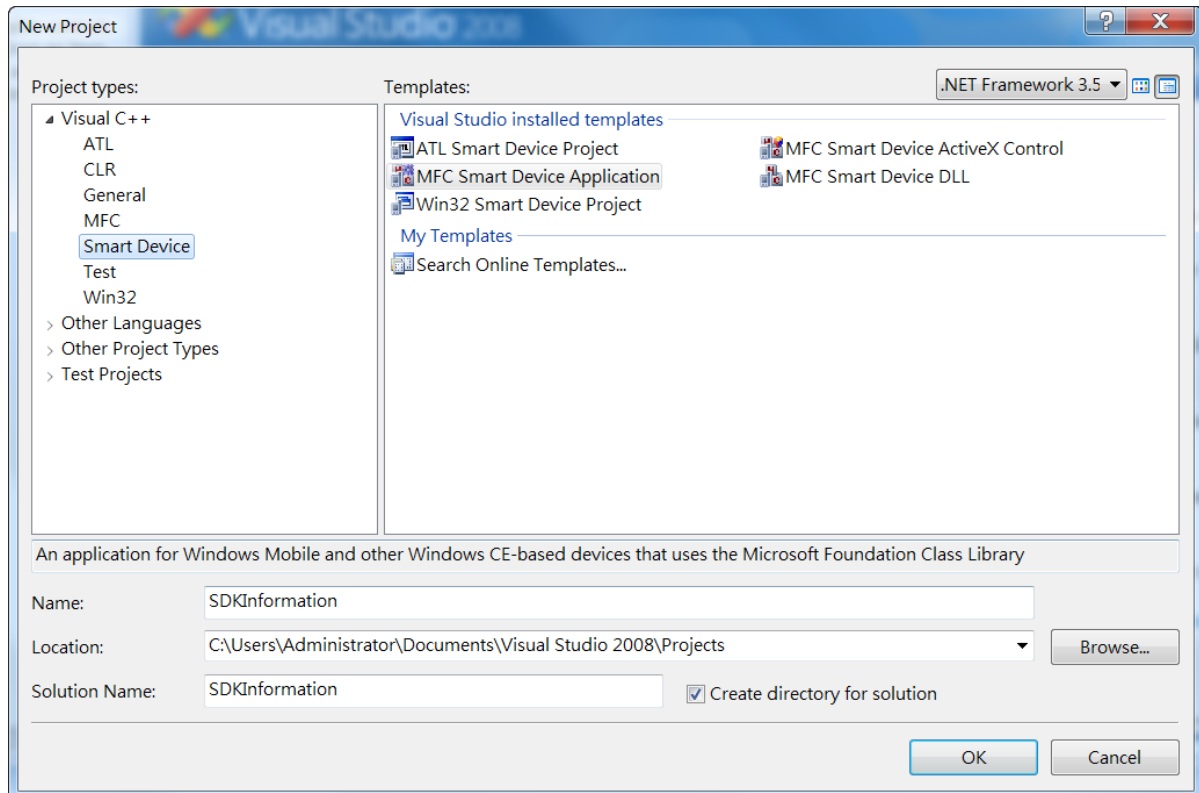 New Project
Visual Studio 2008
Project types:
Templates:
.NET Framework 3.5
Visual C++
ATL
CLR
General
MFC
Smart Device
Test
Win32
Other Languages
Other Project Types
Test Projects
Visual Studio installed templates
ATL Smart Device Project
MFC Smart Device ActiveX Control
MFC Smart Device Application
MFC Smart Device DLL
Win32 Smart Device Project
My Templates
Search Online Templates...
An application for Windows Mobile and other Windows CE-based devices that uses the Microsoft Foundation Class Library
Name:
SDKInformation
Location:
C:\Users\Administrator\Documents\Visual Studio 2008\Projects
Browse...
Solution Name:
SDKInformation
Create directory for solution
OK
Cancel